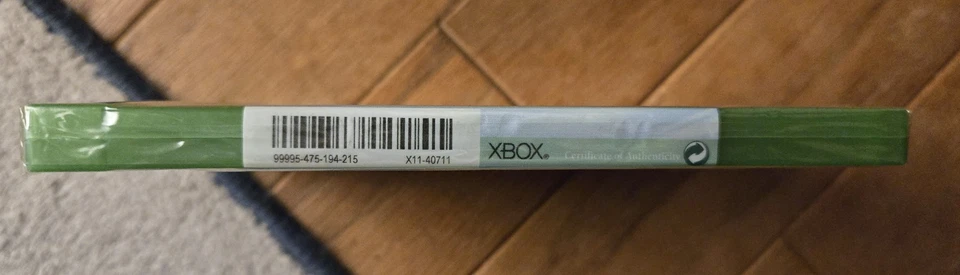 99995-475-194-215 X11-40711
XBOX® Certificate of Authenticity